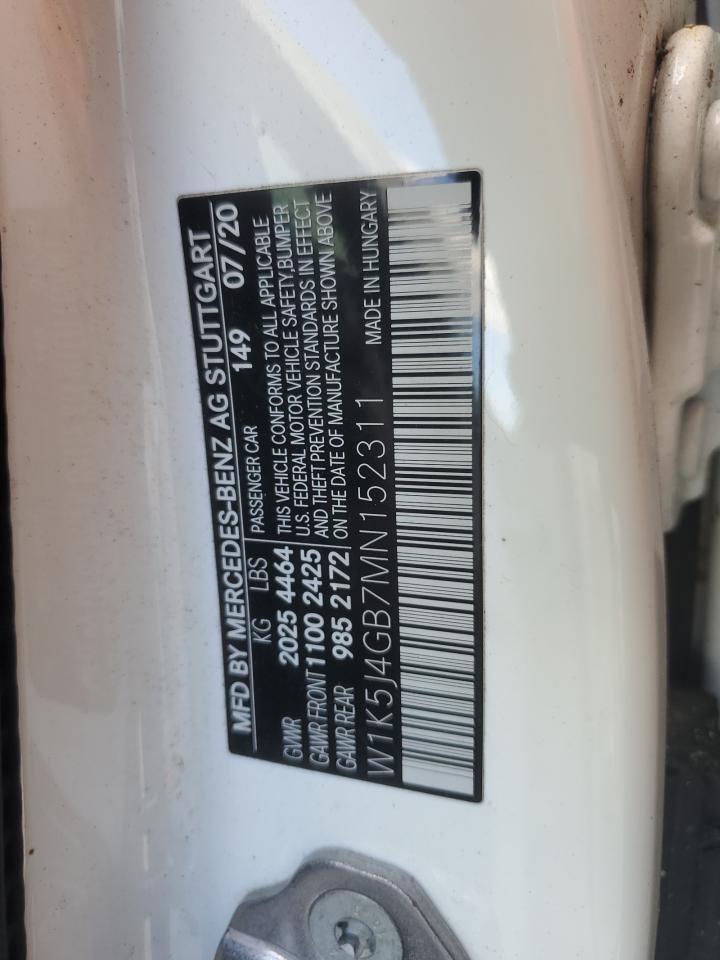 MFD BY MERCEDES-BENZ AG STUTTGART
KG LBS PASSENGER CAR 149 07/20
GVWR 2025 4464 THIS VEHICLE CONFORMS TO ALL APPLICABLE
GAWR FRONT 1100 2425 U.S. FEDERAL MOTOR VEHICLE SAFETY, BUMPER
AND THEFT PREVENTION STANDARDS IN EFFECT
GAWR REAR 985 2172 ON THE DATE OF MANUFACTURE SHOWN ABOVE
W1K5J4GB7MN152311 MADE IN HUNGARY